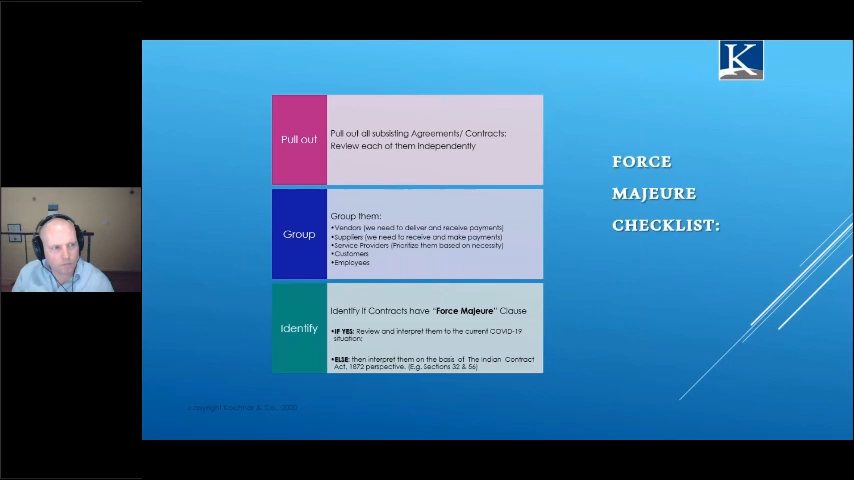 K
FORCE
MAJEURE
CHECKLIST:
Pull out
Pull out all subsisting Agreements/ Contracts:
Review each of them independently
Group
Group them:
•Vendors (we need to deliver and receive payments)
•Suppliers (we need to receive and make payments)
•Service Providers (Prioritize them based on necessity)
•Customers
•Employees
Identify
Identify if Contracts have “Force Majeure” Clause
•IF YES: Review and interpret them to the current COVID-19
situation;
•ELSE: then interpret them on the basis of The Indian Contract
Act, 1872 perspective. (E.g. Sections 32 & 56)
copyright Kochhar & Co., 2020